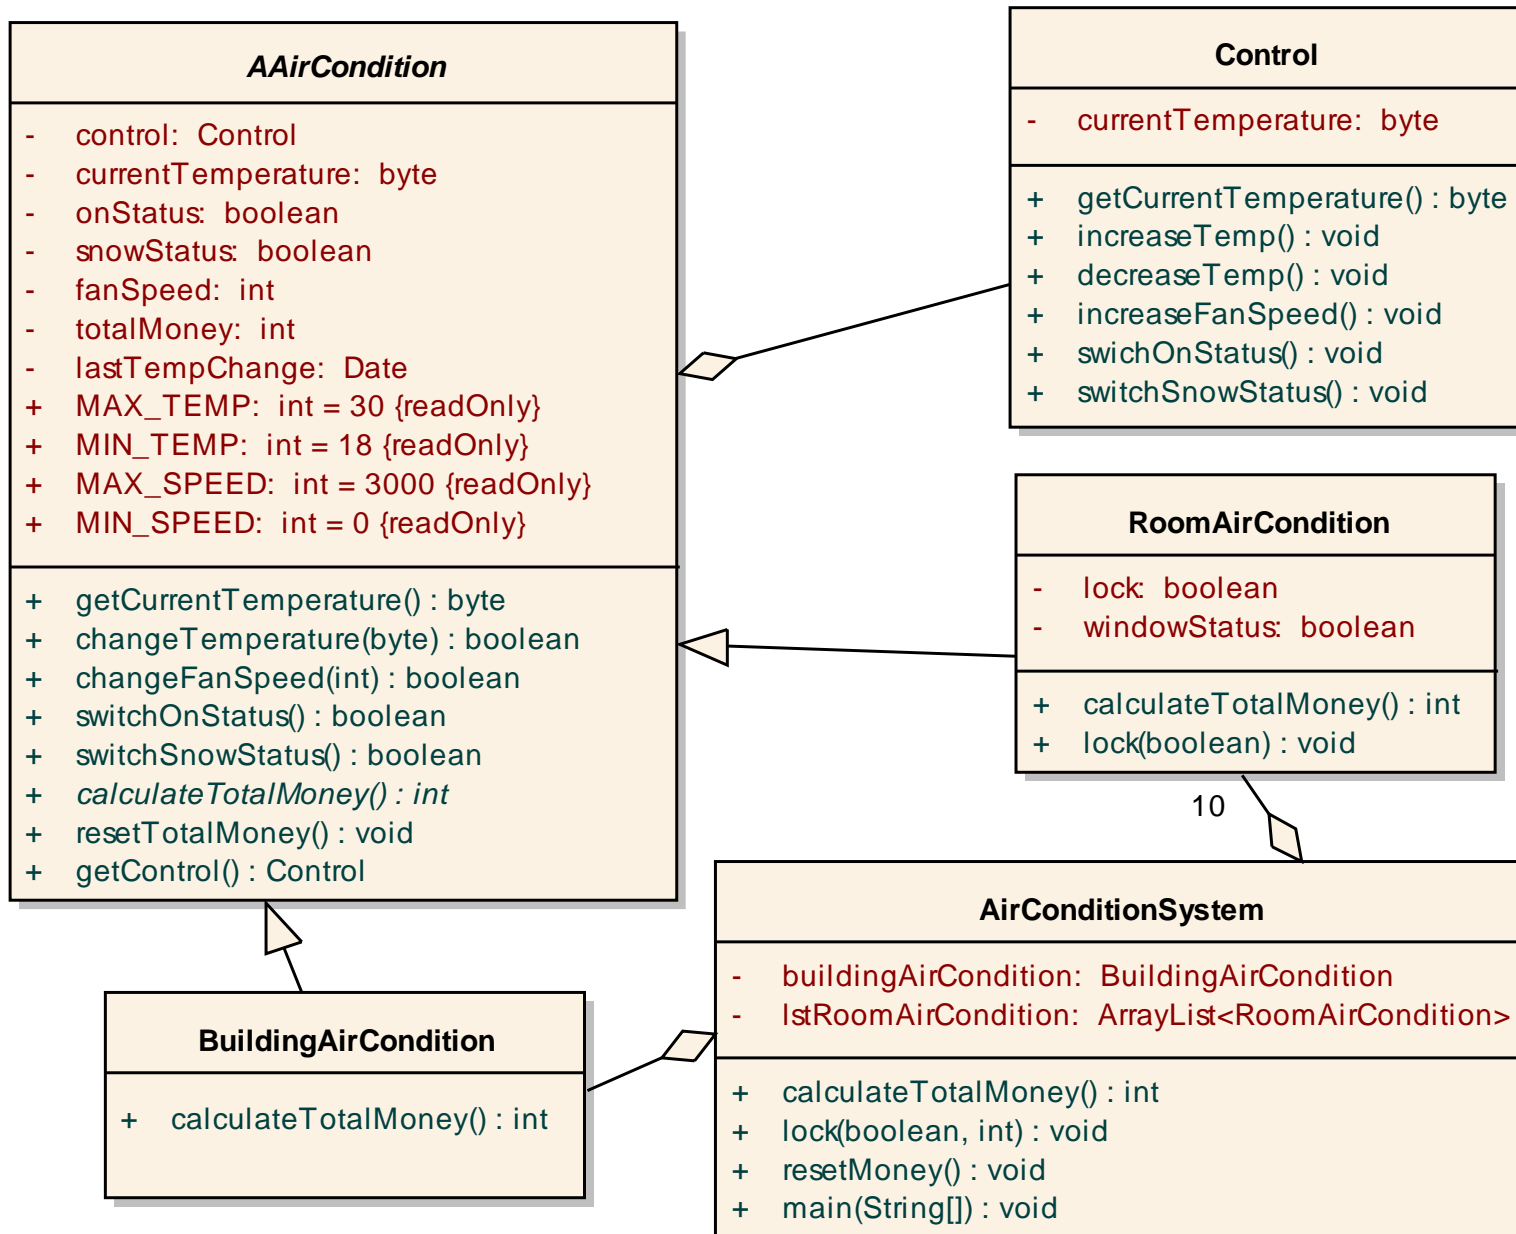 AAirCondition
- control: Control
- currentTemperature: byte
- onStatus: boolean
- snowStatus: boolean
- fanSpeed: int
- totalMoney: int
- lastTempChange: Date
+ MAX_TEMP: int = 30 {readOnly}
+ MIN_TEMP: int = 18 {readOnly}
+ MAX_SPEED: int = 3000 {readOnly}
+ MIN_SPEED: int = 0 {readOnly}
+ getCurrentTemperature() : byte
+ changeTemperature(byte) : boolean
+ changeFanSpeed(int) : boolean
+ switchOnStatus() : boolean
+ switchSnowStatus() : boolean
+ calculateTotalMoney() : int
+ resetTotalMoney() : void
+ getControl() : Control
Control
- currentTemperature: byte
+ getCurrentTemperature() : byte
+ increaseTemp() : void
+ decreaseTemp() : void
+ increaseFanSpeed() : void
+ swichOnStatus() : void
+ switchSnowStatus() : void
RoomAirCondition
- lock: boolean
- windowStatus: boolean
+ calculateTotalMoney() : int
+ lock(boolean) : void
10
AirConditionSystem
- buildingAirCondition: BuildingAirCondition
- lstRoomAirCondition: ArrayList<RoomAirCondition>
+ calculateTotalMoney() : int
+ lock(boolean, int) : void
+ resetMoney() : void
+ main(String[]) : void
BuildingAirCondition
+ calculateTotalMoney() : int